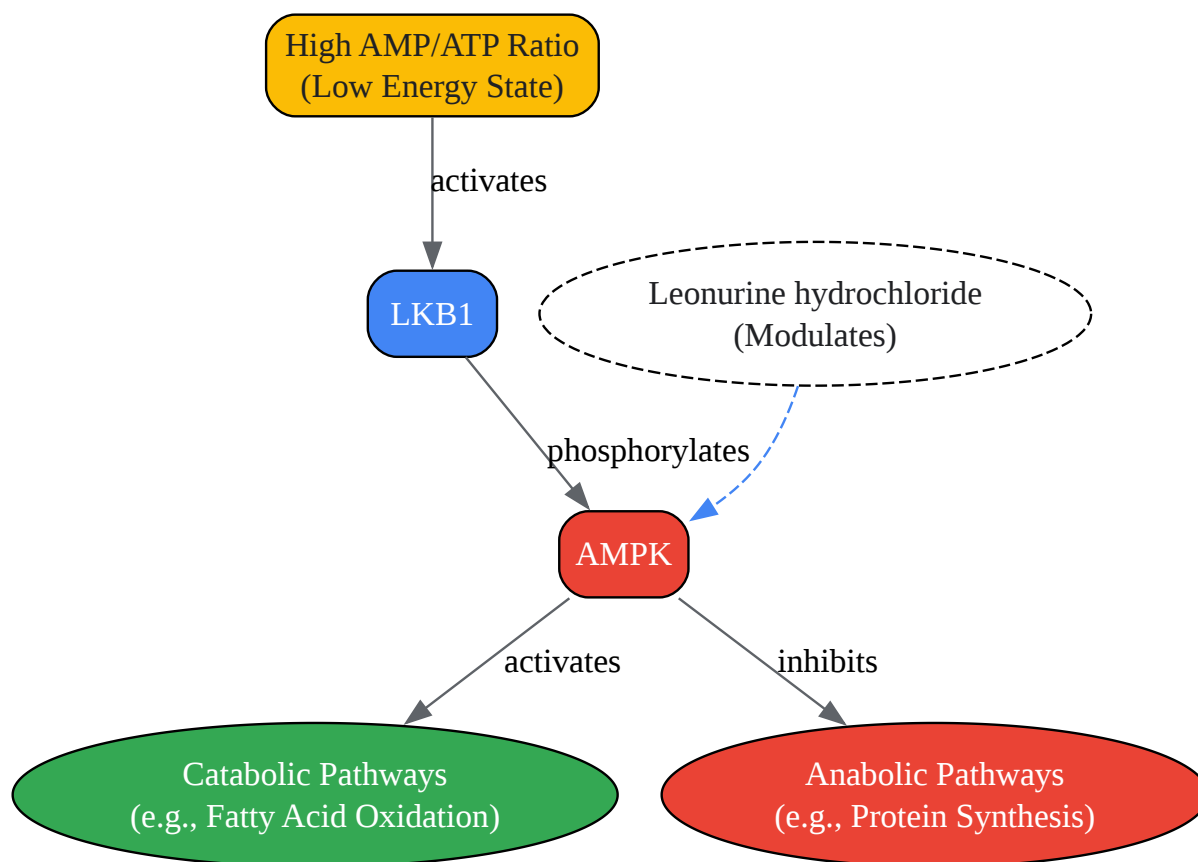 High AMP/ATP Ratio
(Low Energy State)
activates
LKB1
Leonurine hydrochloride
(Modulates)
phosphorylates
AMPK
activates
inhibits
Catabolic Pathways
(e.g., Fatty Acid Oxidation)
Anabolic Pathways
(e.g., Protein Synthesis)